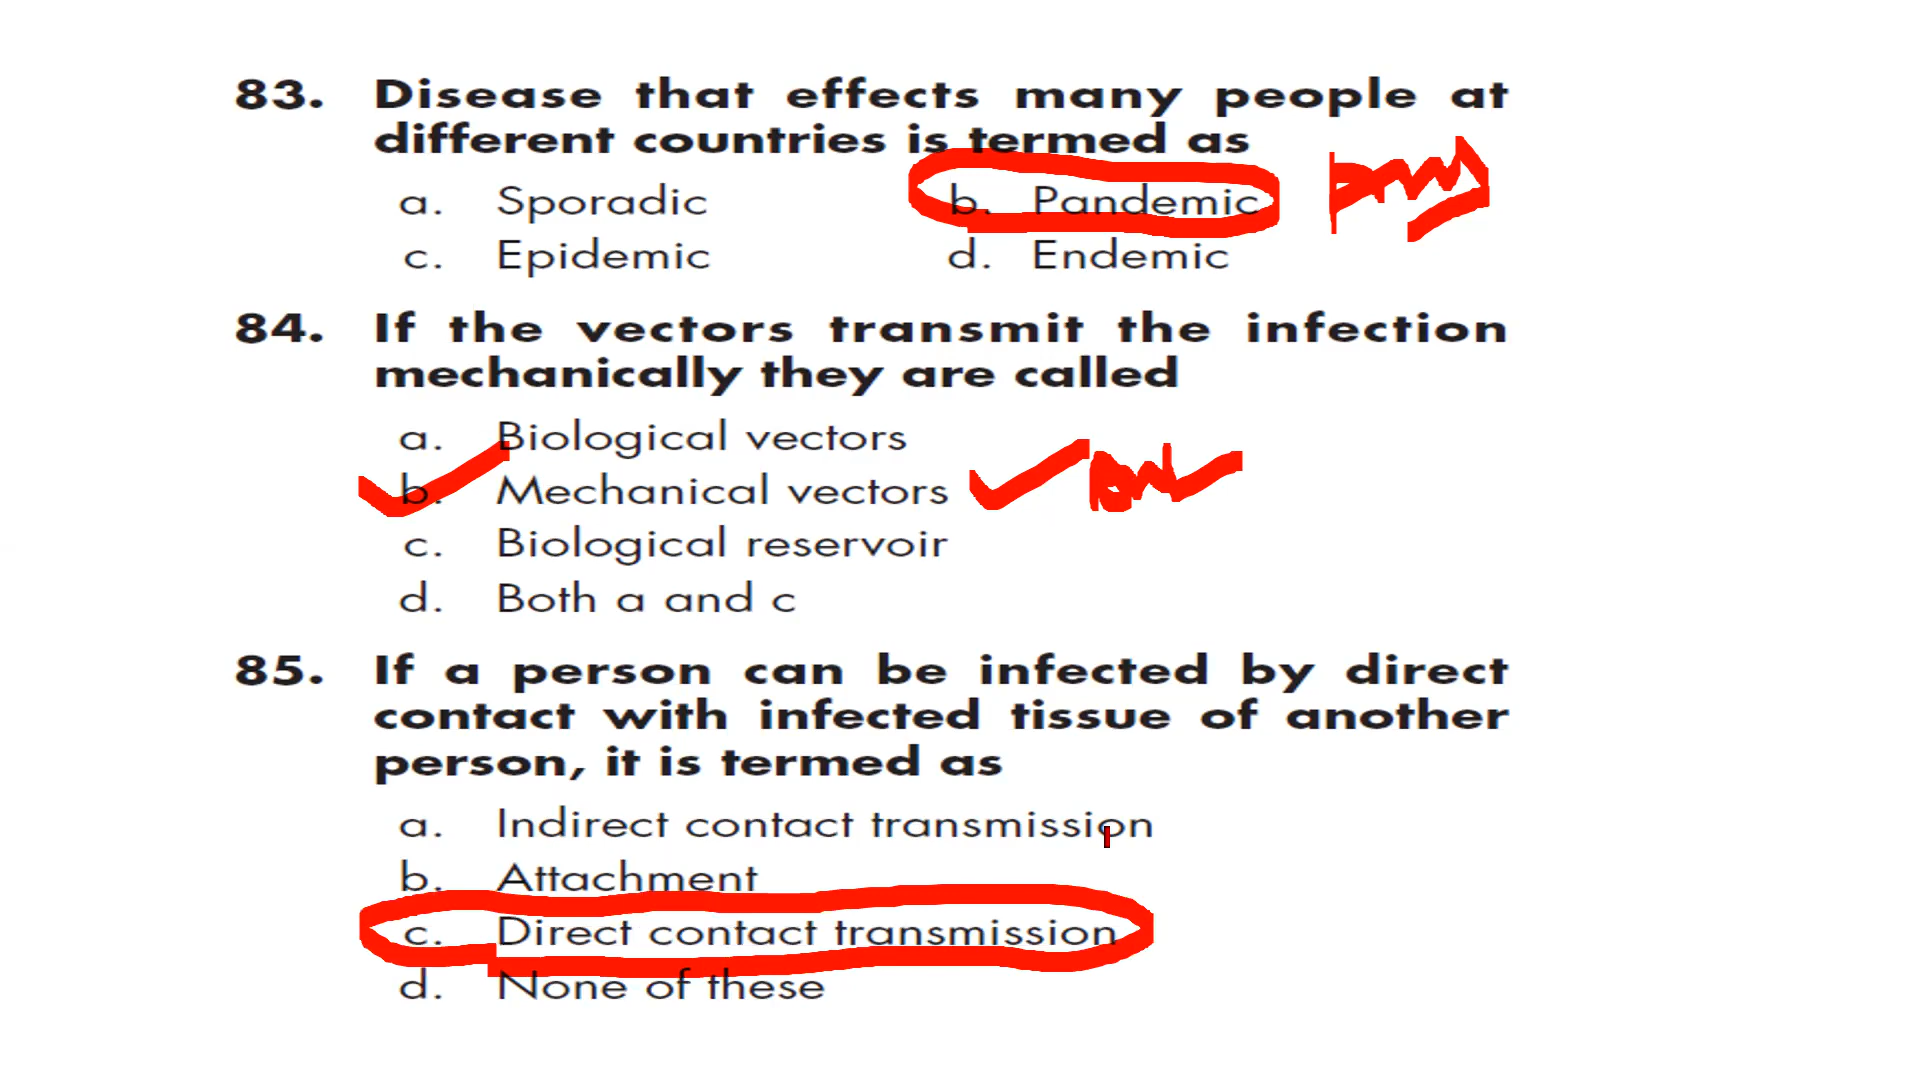 83. Disease that effects many people at
different countries is termed as
a. Sporadic b. Pandemic
c. Epidemic d. Endemic
84. If the vectors transmit the infection
mechanically they are called
a. Biological vectors
b. Mechanical vectors
c. Biological reservoir
d. Both a and c
85. If a person can be infected by direct
contact with infected tissue of another
person, it is termed as
a. Indirect contact transmission
b. Attachment
c. Direct contact transmission
d. None of these